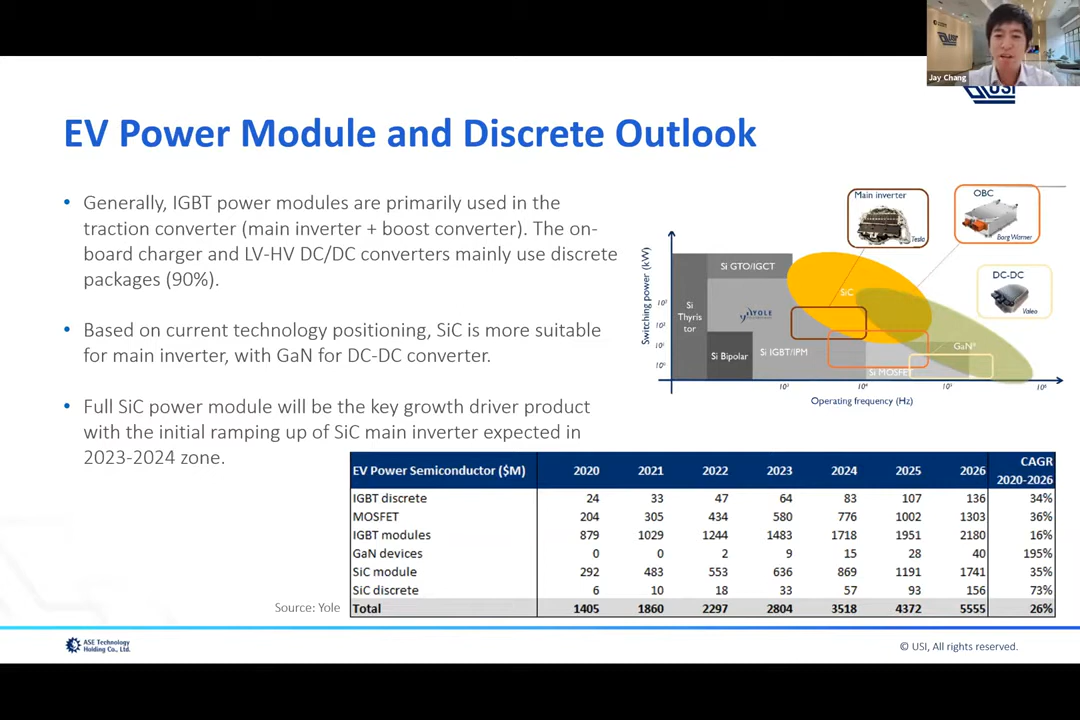 Jay Chang
USI
EV Power Module and Discrete Outlook
• Generally, IGBT power modules are primarily used in the
traction converter (main inverter + boost converter). The on-
board charger and LV-HV DC/DC converters mainly use discrete
packages (90%).
• Based on current technology positioning, SiC is more suitable
for main inverter, with GaN for DC-DC converter.
• Full SiC power module will be the key growth driver product
with the initial ramping up of SiC main inverter expected in
2023-2024 zone.
Main inverter
Tesla
OBC
Borg Warner
DC-DC
Valeo
Switching power (kW)
Si GTO/IGCT
SiC
Si
Thyris
tor
YOLE
Si Bipolar
Si IGBT/IPM
GaN
Si MOSFET
Operating frequency (Hz)
EV Power Semiconductor ($M) 2020 2021 2022 2023 2024 2025 2026 CAGR 2020-2026
IGBT discrete 24 33 47 64 83 107 136 34%
MOSFET 204 305 434 580 776 1002 1303 36%
IGBT modules 879 1029 1244 1483 1718 1951 2180 16%
GaN devices 0 0 2 9 15 28 40 195%
SiC module 292 483 553 636 869 1191 1741 35%
SiC discrete 6 10 18 33 57 93 156 73%
Total 1405 1860 2297 2804 3518 4372 5555 26%
Source: Yole
ASE Technology
Holding Co., Ltd.
© USI, All rights reserved.